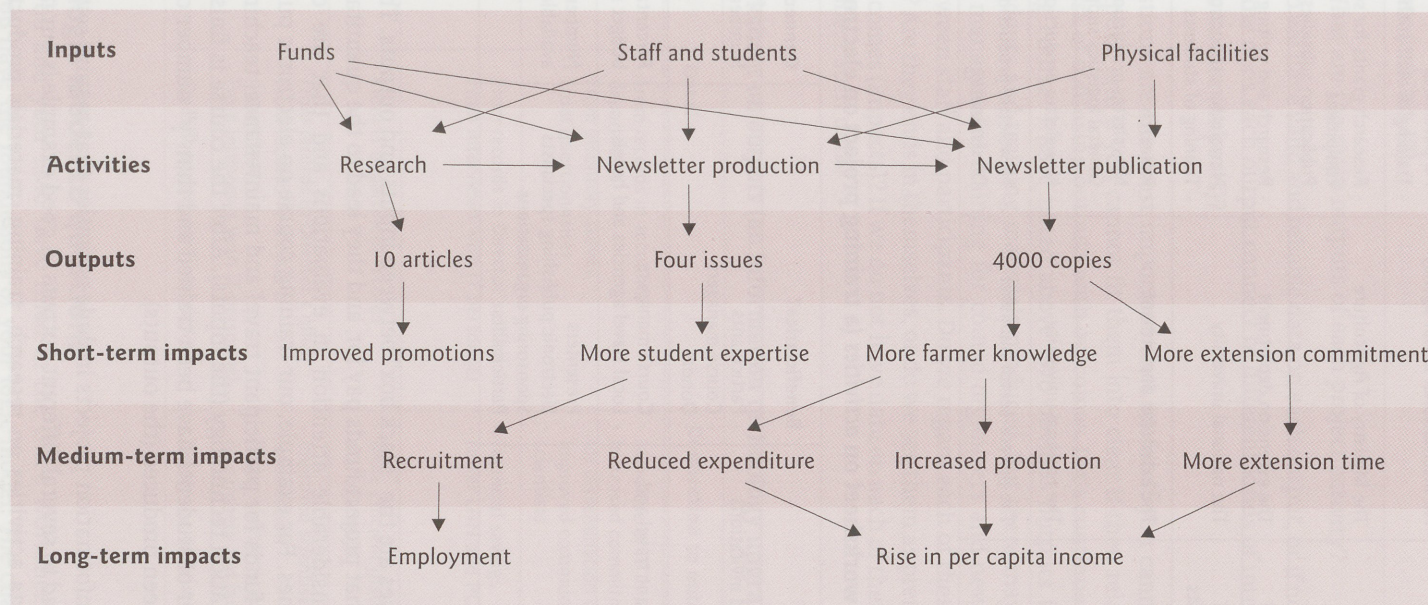 Inputs Funds Staff and students Physical facilities
Activities Research Newsletter production Newsletter publication
Outputs 10 articles Four issues 4000 copies
Short-term impacts Improved promotions More student expertise More farmer knowledge More extension commitment
Medium-term impacts Recruitment Reduced expenditure Increased production More extension time
Long-term impacts Employment Rise in per capita income